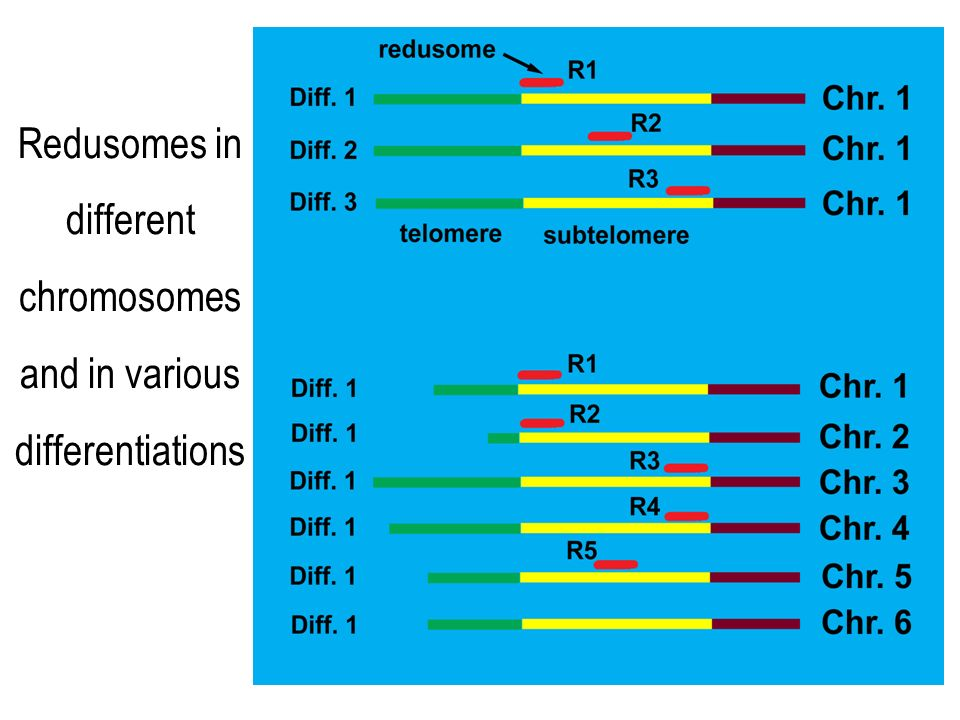 Redusomes in
different
chromosomes
and in various
differentiations
redusome
R1
Diff. 1 Chr. 1
R2
Diff. 2 Chr. 1
R3
Diff. 3 Chr. 1
telomere subtelomere
R1
Diff. 1 Chr. 1
R2
Diff. 1 Chr. 2
R3
Diff. 1 Chr. 3
R4
Diff. 1 Chr. 4
R5
Diff. 1 Chr. 5
Diff. 1 Chr. 6